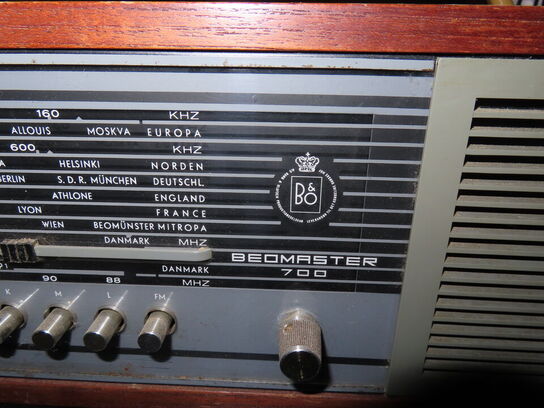 160 KHZ
ALLOUIS MOSKVA EUROPA
600 KHZ
HELSINKI NORDEN
BERLIN S.D.R. MÜNCHEN DEUTSCHL.
ATHLONE ENGLAND
LYON FRANCE
WIEN BEOMÜNSTER MITROPA
DANMARK MHZ
B&O
BEOMASTER
700
DANMARK
90 88 MHZ
K M L FM